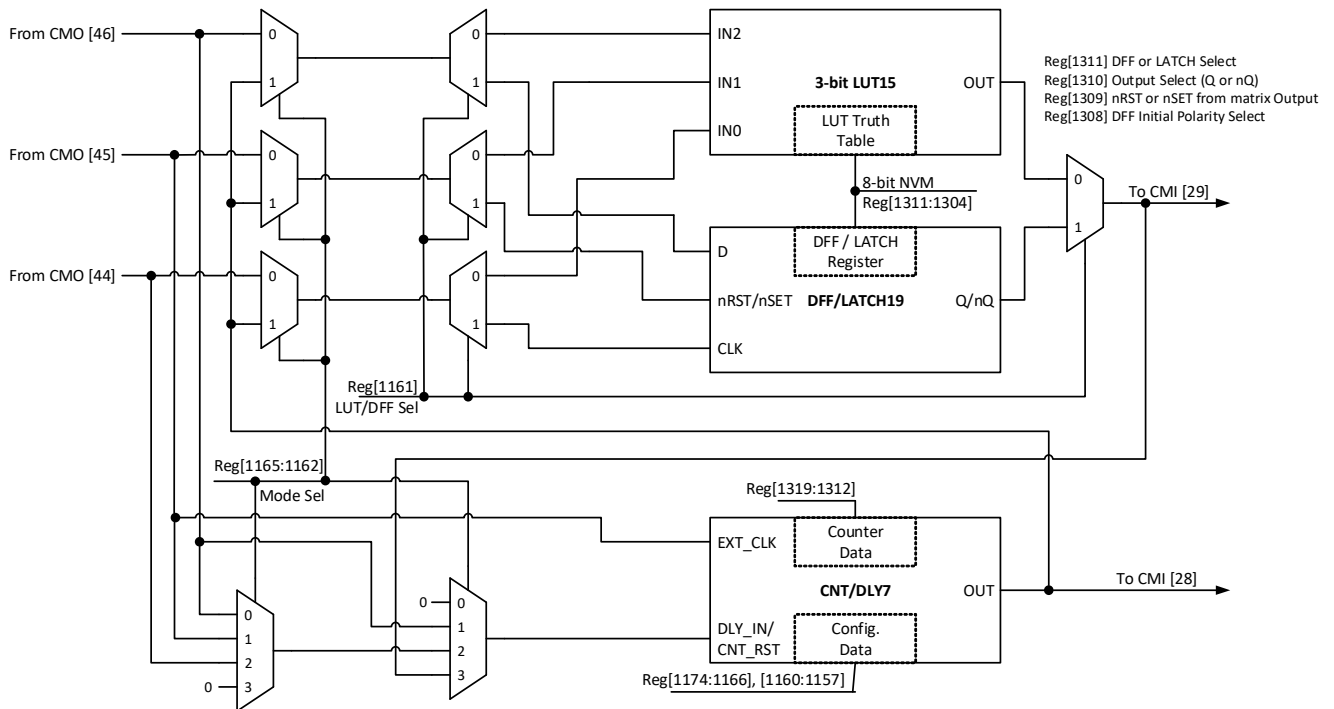 From CMO [46]
0
1
0
1
IN2
IN1
IN0
3-bit LUT15
LUT Truth
Table
OUT
Reg[1311] DFF or LATCH Select
Reg[1310] Output Select (Q or nQ)
Reg[1309] nRST or nSET from matrix Output
Reg[1308] DFF Initial Polarity Select
From CMO [45]
0
1
0
1
8-bit NVM
Reg[1311:1304]
0
1
To CMI [29]
From CMO [44]
0
1
0
1
D
nRST/nSET
CLK
DFF / LATCH
Register
DFF/LATCH19
Q/nQ
Reg[1161]
LUT/DFF Sel
Reg[1165:1162]
Mode Sel
Reg[1319:1312]
EXT_CLK
Counter
Data
CNT/DLY7
OUT
To CMI [28]
0
1
2
3
0
0
0
1
2
3
DLY_IN/
CNT_RST
Config.
Data
Reg[1174:1166], [1160:1157]